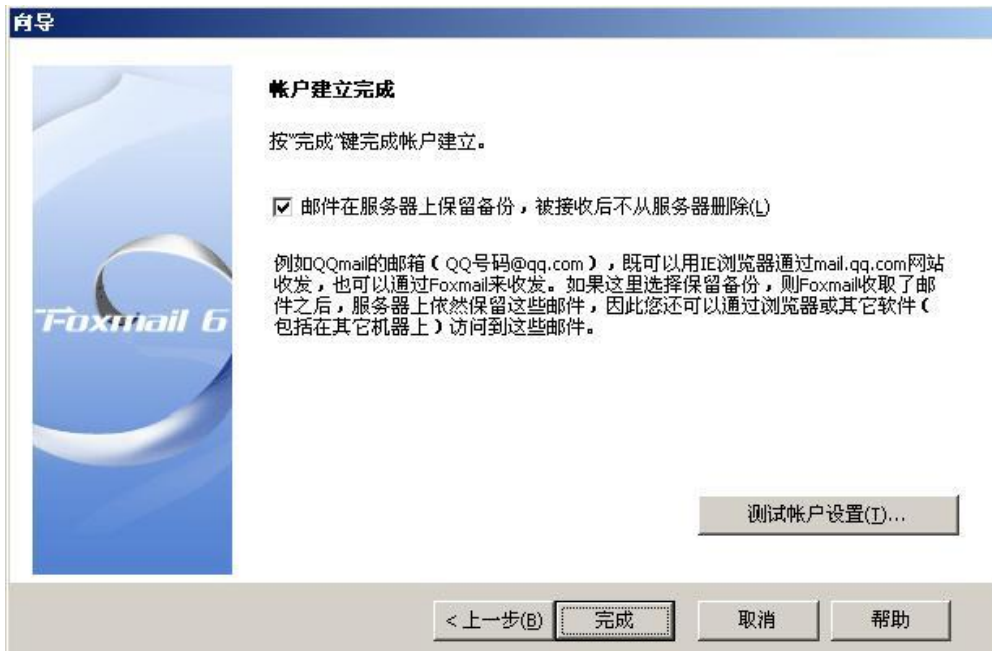 向导
帐户建立完成
按"完成"键完成帐户建立。
邮件在服务器上保留备份，被接收后不从服务器删除(L)
例如QQmail的邮箱（QQ号码@qq.com），既可以用IE浏览器通过mail.qq.com网站
收发，也可以通过Foxmail来收发。如果这里选择保留备份，则Foxmail收取了邮
件之后，服务器上依然保留这些邮件，因此您还可以通过浏览器或其它软件（
包括在其它机器上）访问到这些邮件。
Foxmail 6
测试帐户设置(T)...
<上一步(B)
完成
取消
帮助